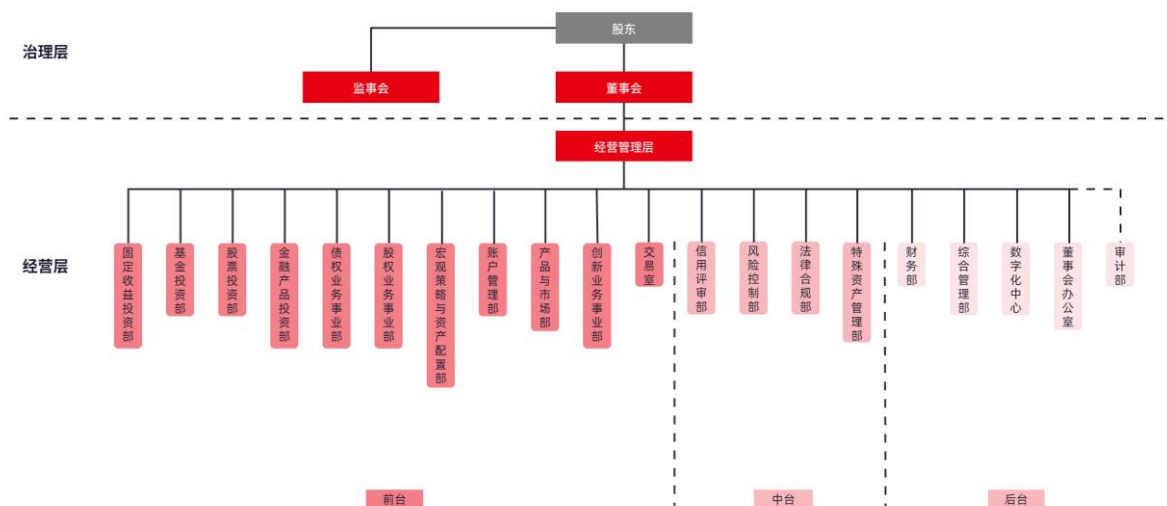 股东
治理层
监事会
董事会
经营管理层
经营层
固定收益投资部
基金投资部
股票投资部
金融产品投资部
债权业务事业部
股权业务事业部
宏观策略与资产配置部
账户管理部
产品与市场部
创新业务事业部
交易室
信用评审部
风险控制部
法律合规部
特殊资产管理部
财务部
综合管理部
数字化中心
董事会办公室
审计部
前台
中台
后台